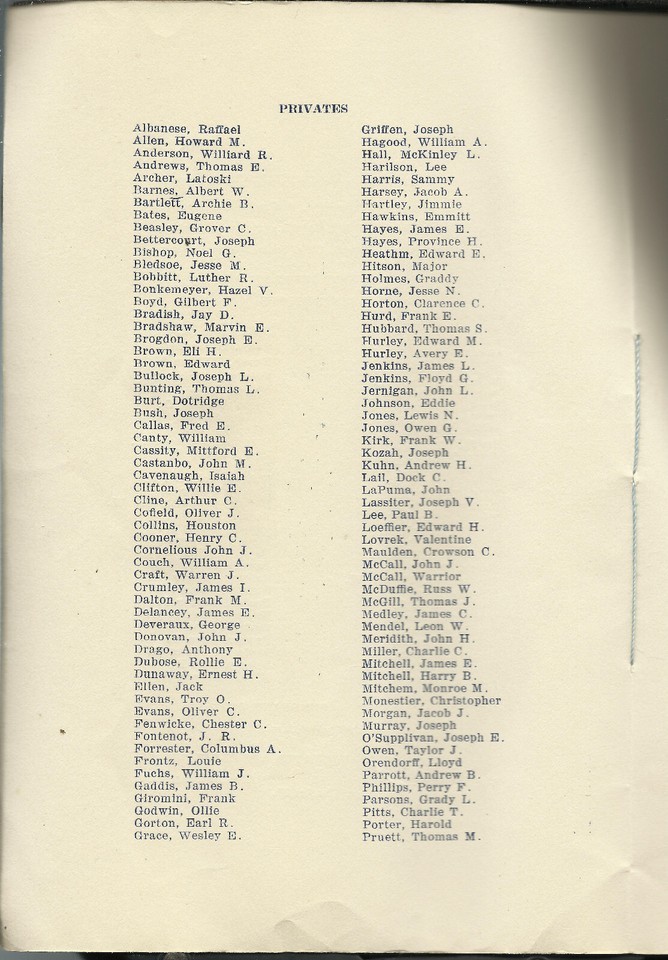 PRIVATES
Albanese, Raffael
Allen, Howard M.
Anderson, Williard R.
Andrews, Thomas E.
Archer, Latoski
Barnes, Albert W.
Bartlett, Archie B.
Bates, Eugene
Beasley, Grover C.
Bettercourt, Joseph
Bishop, Noel G.
Bledsoe, Jesse M.
Bobbitt, Luther R.
Bonkemeyer, Hazel V.
Boyd, Gilbert F.
Bradish, Jay D.
Bradshaw, Marvin E.
Brogdon, Joseph E.
Brown, Eli H.
Brown, Edward
Bullock, Joseph L.
Bunting, Thomas L.
Burt, Dotridge
Bush, Joseph
Callas, Fred E.
Canty, William
Cassity, Mittford E.
Castanbo, John M.
Cavenaugh, Isaiah
Clifton, Willie E.
Cline, Arthur C.
Cofield, Oliver J.
Collins, Houston
Cooner, Henry C.
Cornelious John J.
Couch, William A.
Craft, Warren J.
Crumley, James I.
Dalton, Frank M.
Delancey, James E.
Deveraux, George
Donovan, John J.
Drago, Anthony
Dubose, Rollie E.
Dunaway, Ernest H.
Ellen, Jack
Evans, Troy O.
Evans, Oliver C.
Fenwicke, Chester C.
Fontenot, J. R.
Forrester, Columbus A.
Frontz, Louie
Fuchs, William J.
Gaddis, James B.
Giromini, Frank
Godwin, Ollie
Gorton, Earl R.
Grace, Wesley E.
Griffen, Joseph
Hagood, William A.
Hall, McKinley L.
Harilson, Lee
Harris, Sammy
Harsey, Jacob A.
Hartley, Jimmie
Hawkins, Emmitt
Hayes, James E.
Hayes, Province H.
Heathm, Edward E.
Hitson, Major
Holmes, Graddy
Horne, Jesse N.
Horton, Clarence C.
Hurd, Frank E.
Hubbard, Thomas S.
Hurley, Edward M.
Hurley, Avery E.
Jenkins, James L.
Jenkins, Floyd G.
Jernigan, John L.
Johnson, Eddie
Jones, Lewis N.
Jones, Owen G.
Kirk, Frank W.
Kozah, Joseph
Kuhn, Andrew H.
Lail, Dock C.
LaPuma, John
Lassiter, Joseph V.
Lee, Paul B.
Loeffler, Edward H.
Lovrek, Valentine
Maulden, Crowson C.
McCall, John J.
McCall, Warrior
McDuffie, Russ W.
McGill, Thomas J.
Medley, James C.
Mendel, Leon W.
Meridith, John H.
Miller, Charlie C.
Mitchell, James E.
Mitchell, Harry B.
Mitchem, Monroe M.
Monestier, Christopher
Morgan, Jacob J.
Murray, Joseph
O'Supplivan, Joseph E.
Owen, Taylor J.
Orendorff, Lloyd
Parrott, Andrew B.
Phillips, Perry F.
Parsons, Grady L.
Pitts, Charlie T.
Porter, Harold
Pruett, Thomas M.